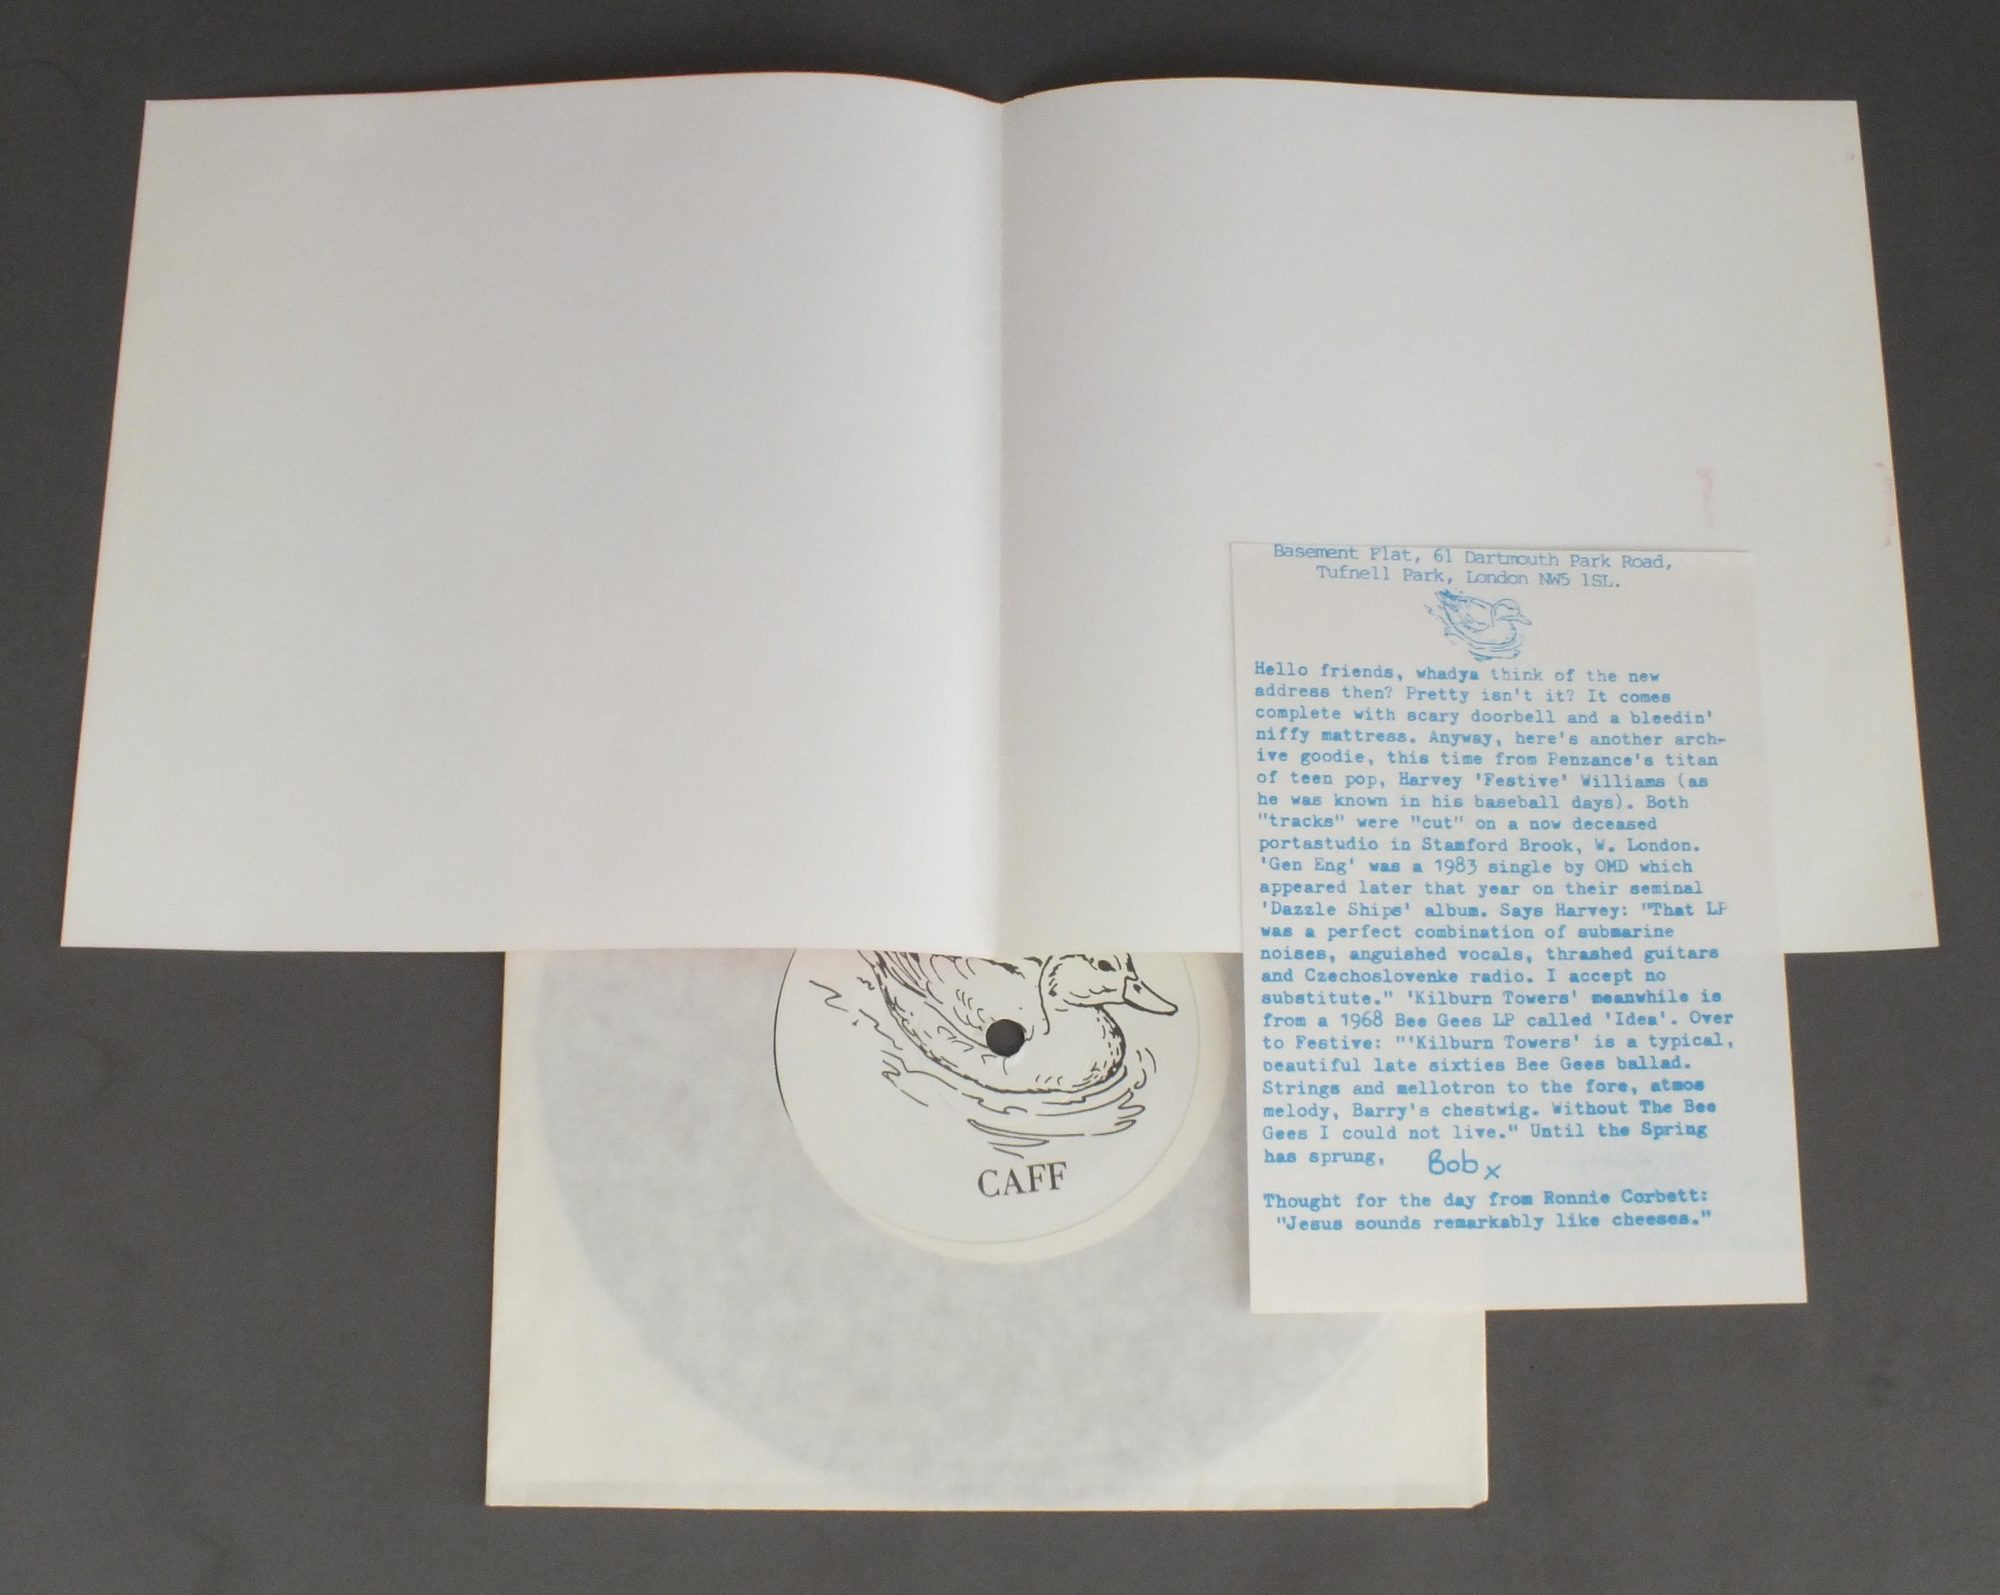 Basement Flat, 61 Dartmouth Park Road,
Tufnell Park, London NW5 1SL.
Hello friends, whadya think of the new
address then? Pretty isn't it? It comes
complete with scary doorbell and a bleedin'
niffy mattress. Anyway, here's another arch-
ive goodie, this time from Penzance's titan
of teen pop, Harvey 'Festive' Williams (as
he was known in his baseball days). Both
"tracks" were "cut" on a now deceased
portastudio in Stamford Brook, W. London.
'Gen Eng' was a 1983 single by OMD which
appeared later that year on their seminal
'Dazzle Ships' album. Says Harvey: "That LP
was a perfect combination of submarine
noises, anguished vocals, thrashed guitars
and Czechoslovenke radio. I accept no
substitute." 'Kilburn Towers' meanwhile is
from a 1968 Bee Gees LP called 'Idea'. Over
to Festive: "'Kilburn Towers' is a typical,
beautiful late sixties Bee Gees ballad.
Strings and mellotron to the fore, atmos
melody, Barry's chestwig. Without The Bee
Gees I could not live." Until the Spring
has sprung, Bob x
Thought for the day from Ronnie Corbett:
"Jesus sounds remarkably like cheeses."
CAFF